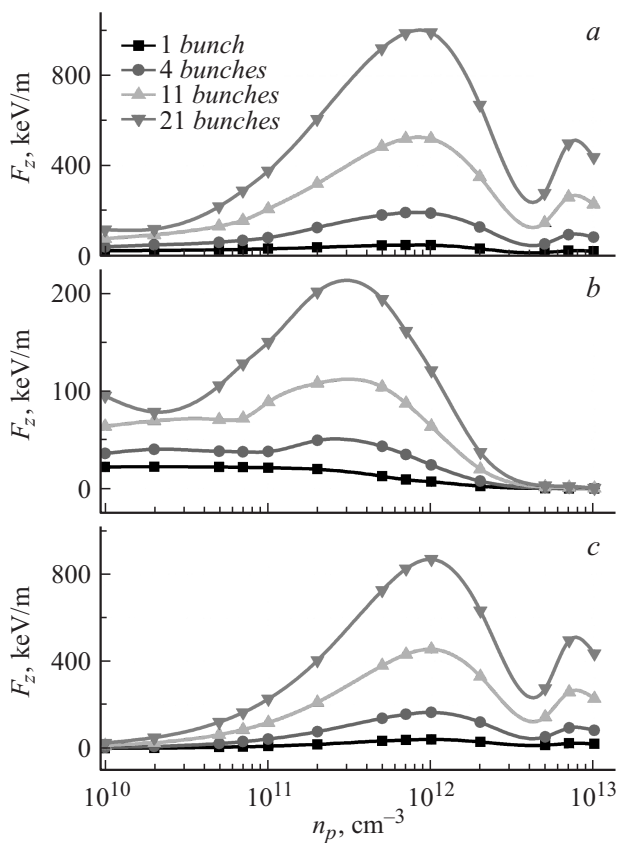 a
1 bunch
4 bunches
11 bunches
21 bunches
800
400
0
F_z, keV/m
b
200
100
0
F_z, keV/m
c
800
400
0
F_z, keV/m
10^10 10^11 10^12 10^13
n_p, cm^−3